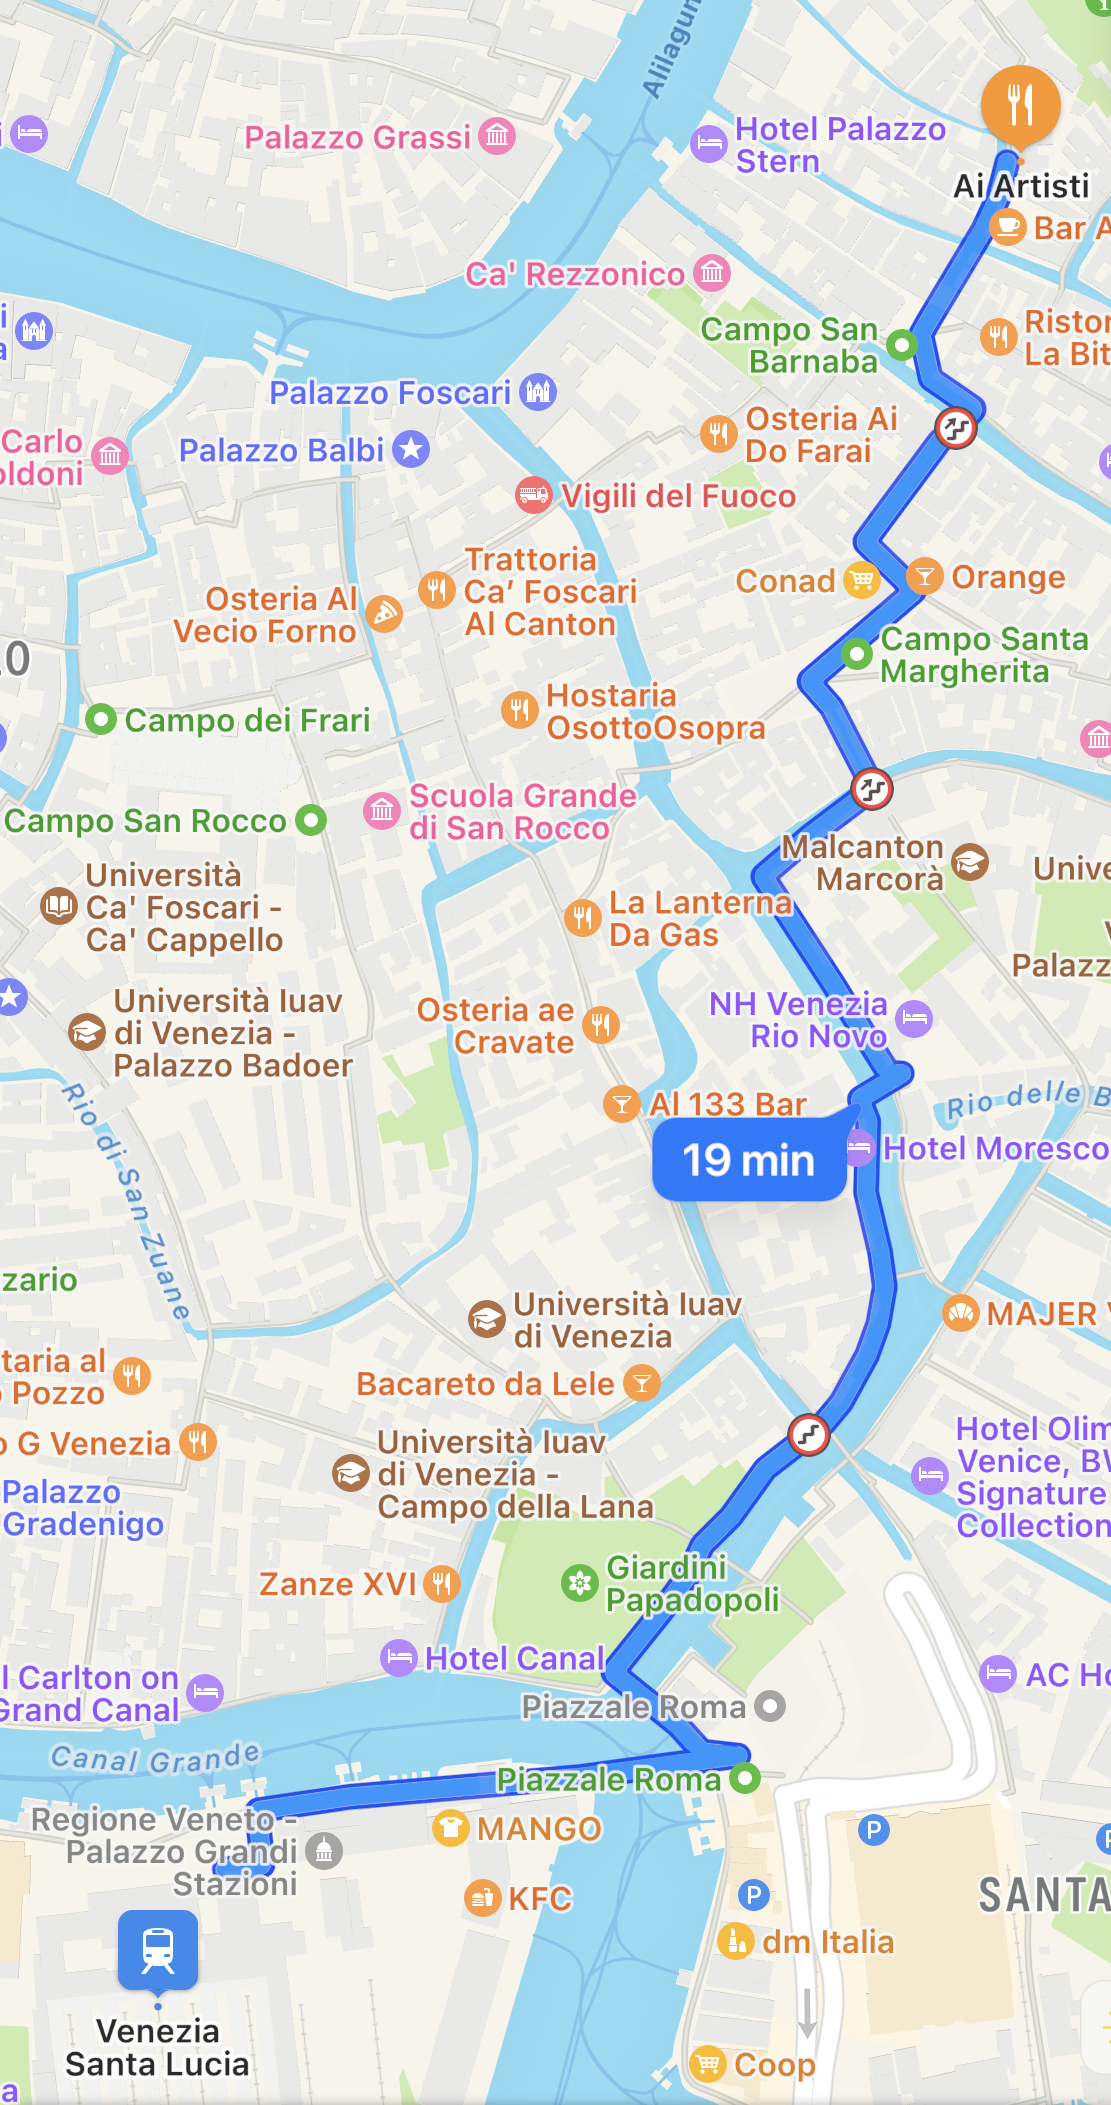 Alilagun
Hotel Palazzo
Stern
Palazzo Grassi
Ai Artisti
Bar A
Ca' Rezzonico
Campo San
Barnaba
Ristor
La Bit
Palazzo Foscari
Palazzo Balbi
Carlo
oldoni
Osteria Ai
Do Farai
Vigili del Fuoco
Trattoria
Ca' Foscari
Al Canton
Conad
Orange
Osteria Al
Vecio Forno
Campo Santa
Margherita
Hostaria
OsottoOsopra
Campo dei Frari
Scuola Grande
di San Rocco
Campo San Rocco
Malcanton
Marcorà
Unive
Università
Ca' Foscari -
Ca' Cappello
La Lanterna
Da Gas
Palazz
Università Iuav
di Venezia -
Palazzo Badoer
Osteria ae
Cravate
NH Venezia
Rio Novo
Al 133 Bar
Rio delle B
19 min
Hotel Moresco
Rio di San Zuane
zario
Università Iuav
di Venezia
MAJER V
taria al
o Pozzo
Bacareto da Lele
o G Venezia
Università Iuav
di Venezia -
Campo della Lana
Hotel Olim
Venice, BW
Signature
Collection
Palazzo
Gradenigo
Zanze XVI
Giardini
Papadopoli
Hotel Canal
l Carlton on
Grand Canal
AC Ho
Piazzale Roma
Canal Grande
Piazzale Roma
Regione Veneto -
Palazzo Grandi
Stazioni
MANGO
P
P
KFC
P
SANTA
dm Italia
Venezia
Santa Lucia
Coop